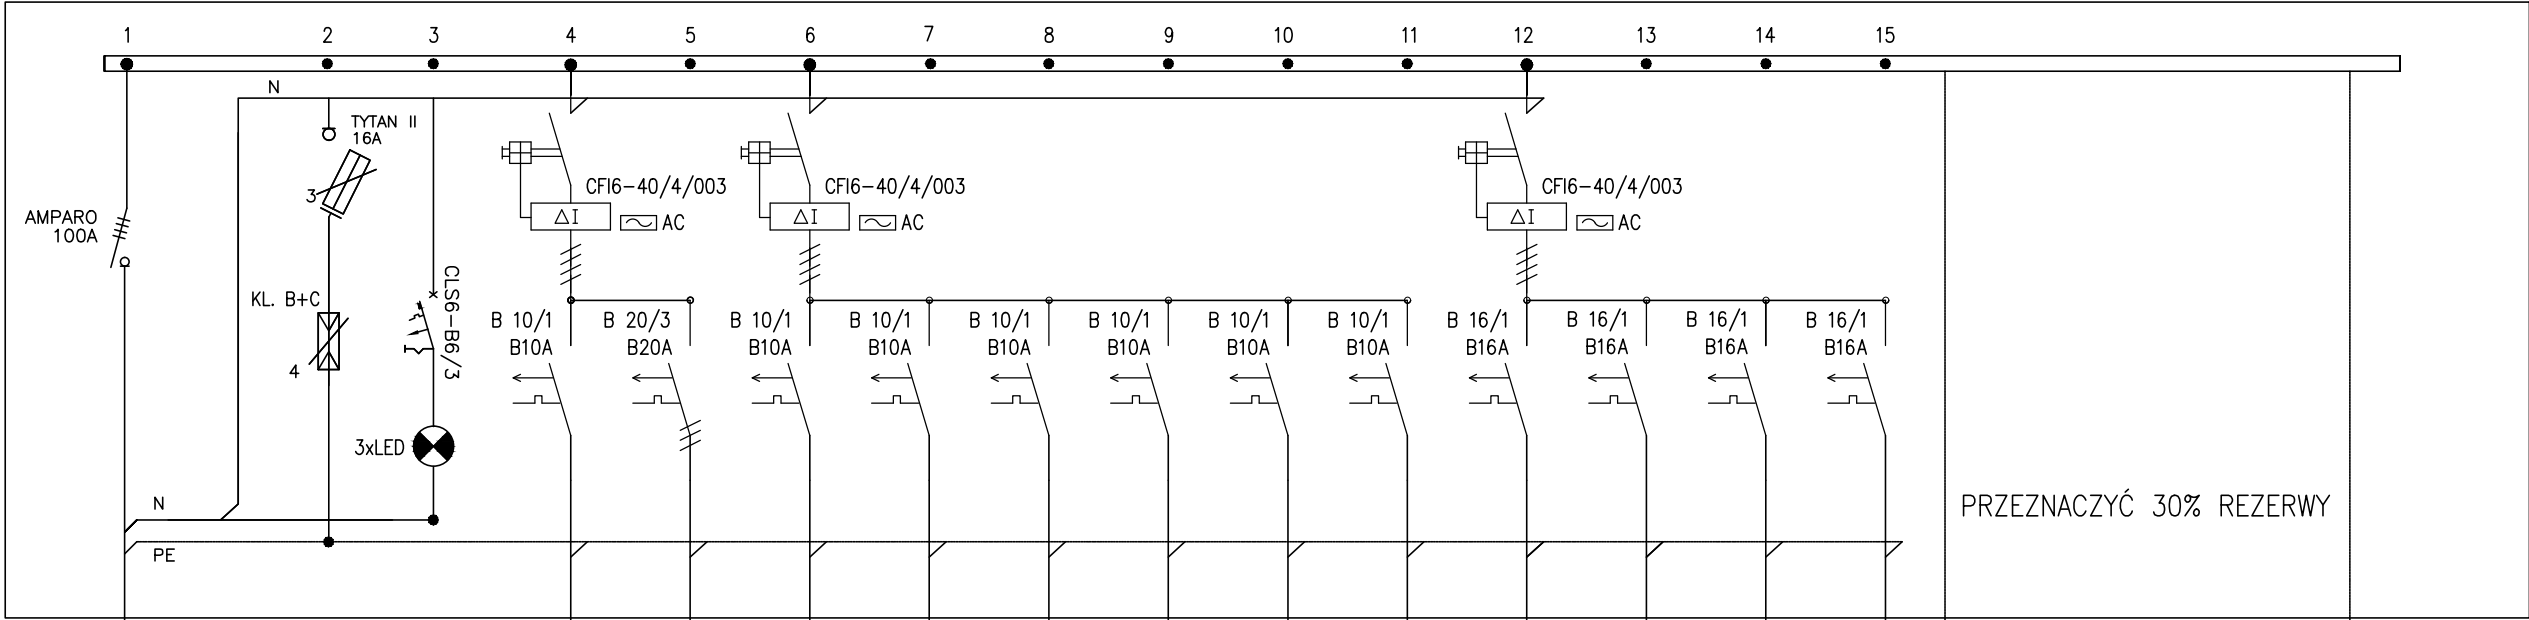 1 2 3 4 5 6 7 8 9 10 11 12 13 14 15
N
TYTAN II
16A
3
CFI6-40/4/003 CFI6-40/4/003 CFI6-40/4/003
ΔI AC ΔI AC ΔI AC
AMPARO
100A
KL. B+C
4
CLS6-B6/3
B 10/1 B 20/3 B 10/1 B 10/1 B 10/1 B 10/1 B 10/1 B 10/1 B 16/1 B 16/1 B 16/1 B 16/1
B10A B20A B10A B10A B10A B10A B10A B10A B16A B16A B16A B16A
3xLED
N
PRZEZNACZYĆ 30% REZERWY
PE